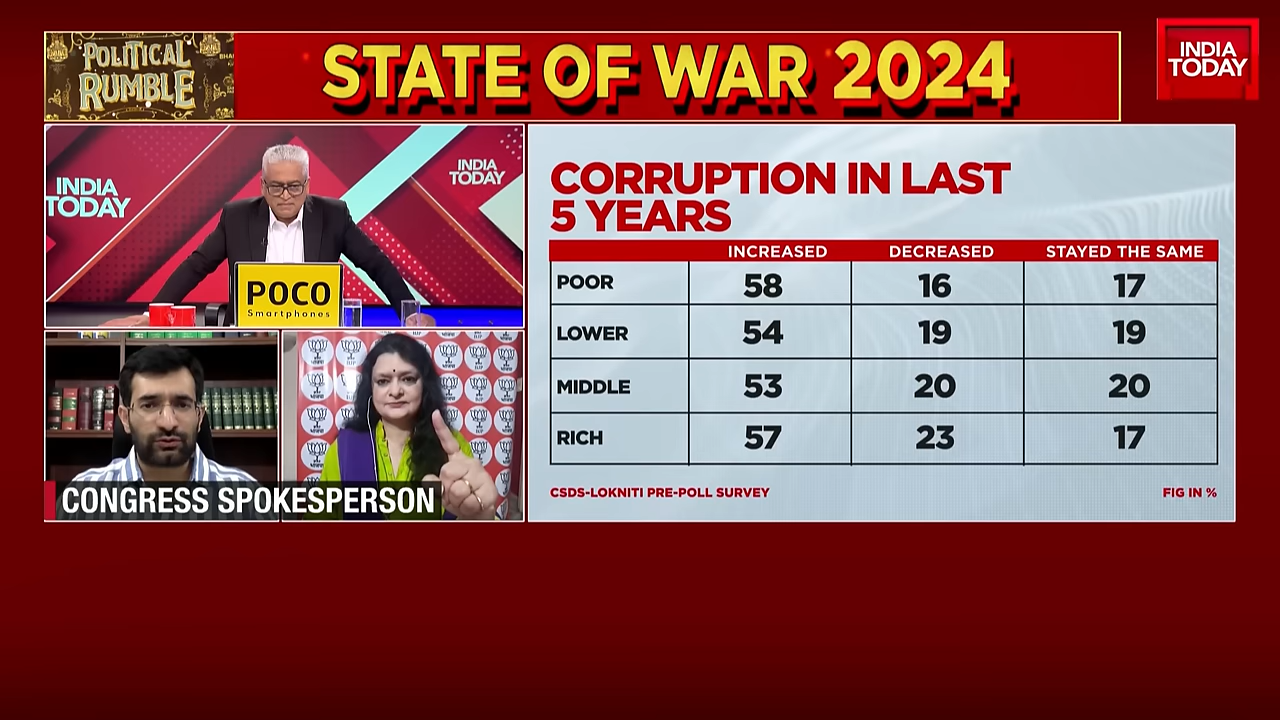 POLITICAL
RUMBLE
STATE OF WAR 2024
INDIA
TODAY
INDIA
TODAY
INDIA
TODAY
POCO
Smartphones
CONGRESS SPOKESPERSON
CORRUPTION IN LAST
5 YEARS
INCREASED DECREASED STAYED THE SAME
POOR 58 16 17
LOWER 54 19 19
MIDDLE 53 20 20
RICH 57 23 17
CSDS-LOKNITI PRE-POLL SURVEY FIG IN %